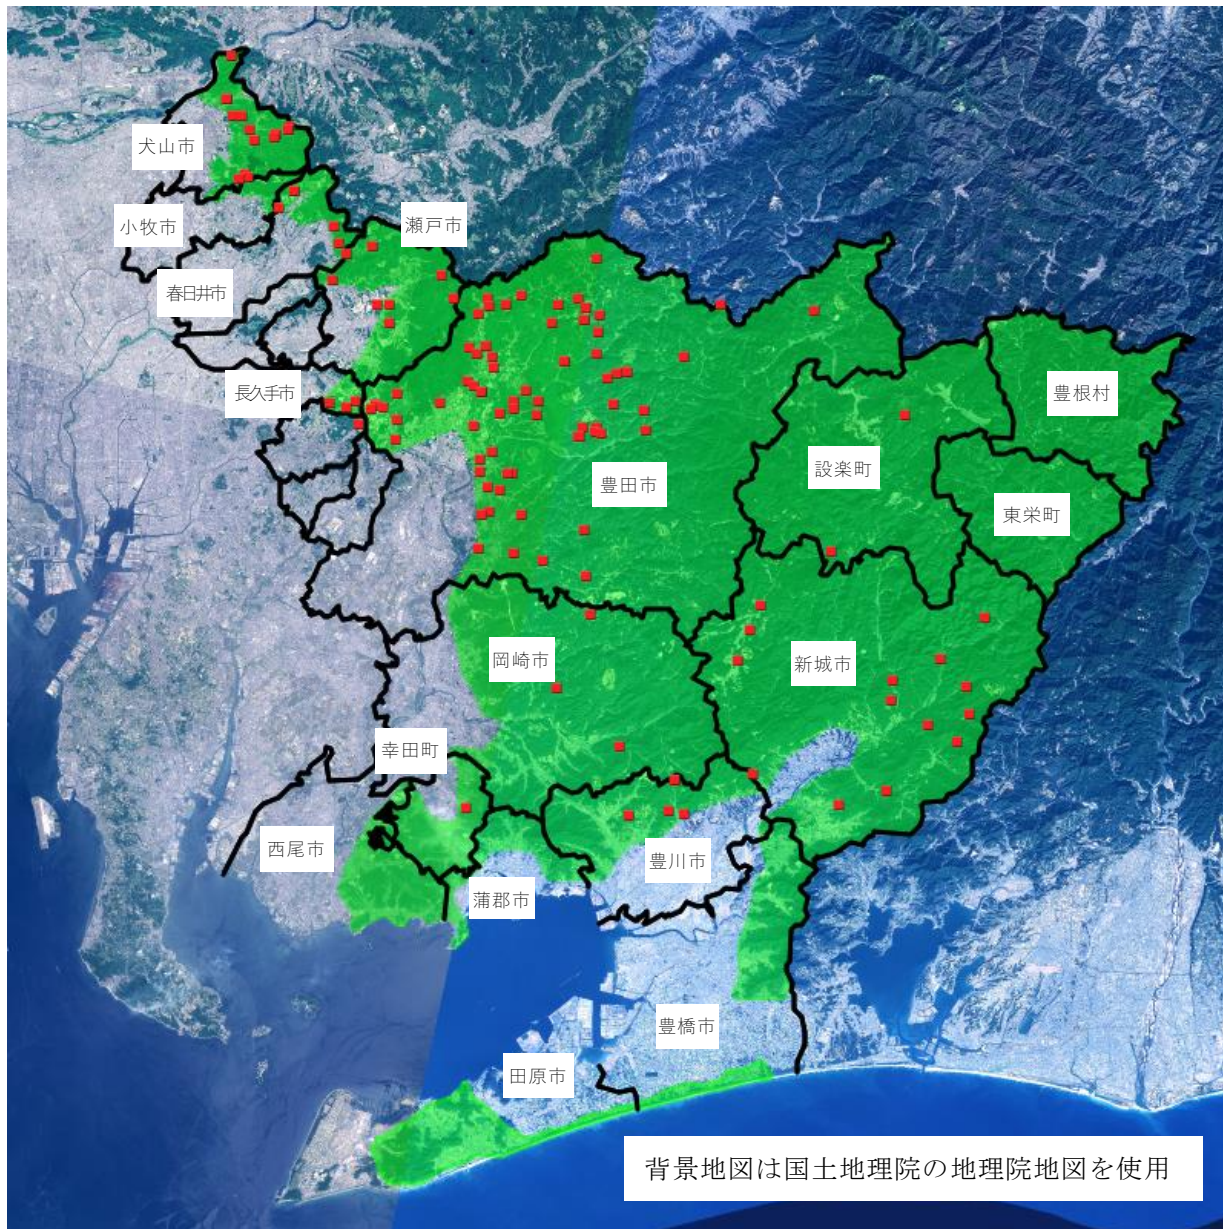 犬山市
小牧市
瀬戸市
春日井市
長久手市
豊根村
設楽町
豊田市
東栄町
岡崎市
新城市
幸田町
西尾市
豊川市
蒲郡市
豊橋市
田原市
背景地図は国土地理院の地理院地図を使用